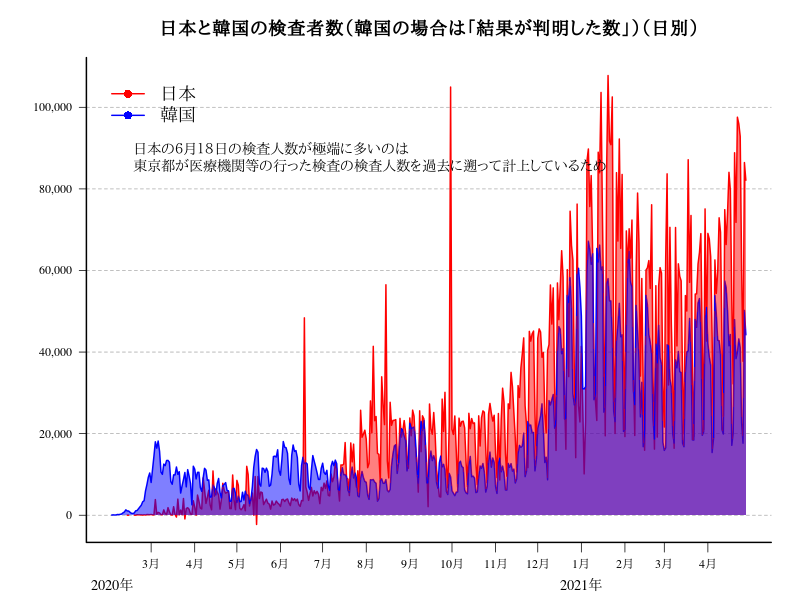 日本と韓国の検査者数（韓国の場合は「結果が判明した数」）（日別）
日本
韓国
日本の6月18日の検査人数が極端に多いのは
東京都が医療機関等の行った検査の検査人数を過去に遡って計上しているため
100,000
80,000
60,000
40,000
20,000
0
3月 4月 5月 6月 7月 8月 9月 10月 11月 12月 1月 2月 3月 4月
2020年 2021年